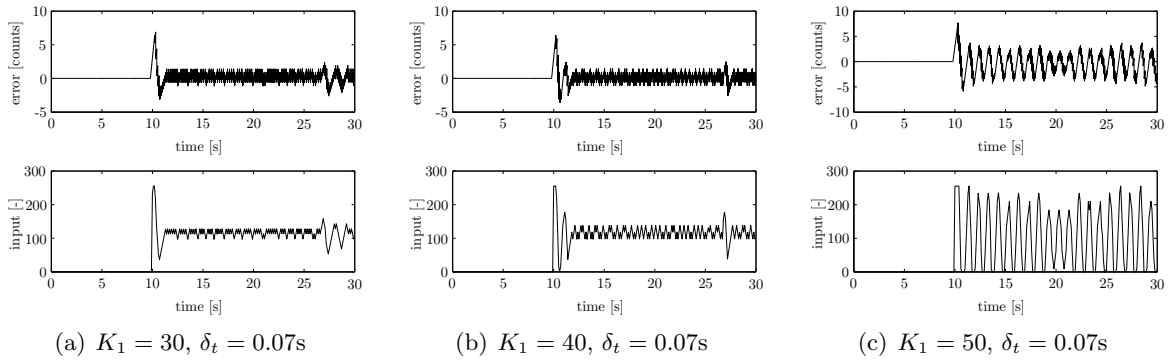 error [counts]
10
5
0
-5
0 5 10 15 20 25 30
time [s]
input [-]
300
200
100
0
0 5 10 15 20 25 30
time [s]
(a) K₁ = 30, δₜ = 0.07s
error [counts]
10
5
0
-5
0 5 10 15 20 25 30
time [s]
input [-]
300
200
100
0
0 5 10 15 20 25 30
time [s]
(b) K₁ = 40, δₜ = 0.07s
error [counts]
10
5
0
-5
-10
0 5 10 15 20 25 30
time [s]
input [-]
300
200
100
0
0 5 10 15 20 25 30
time [s]
(c) K₁ = 50, δₜ = 0.07s